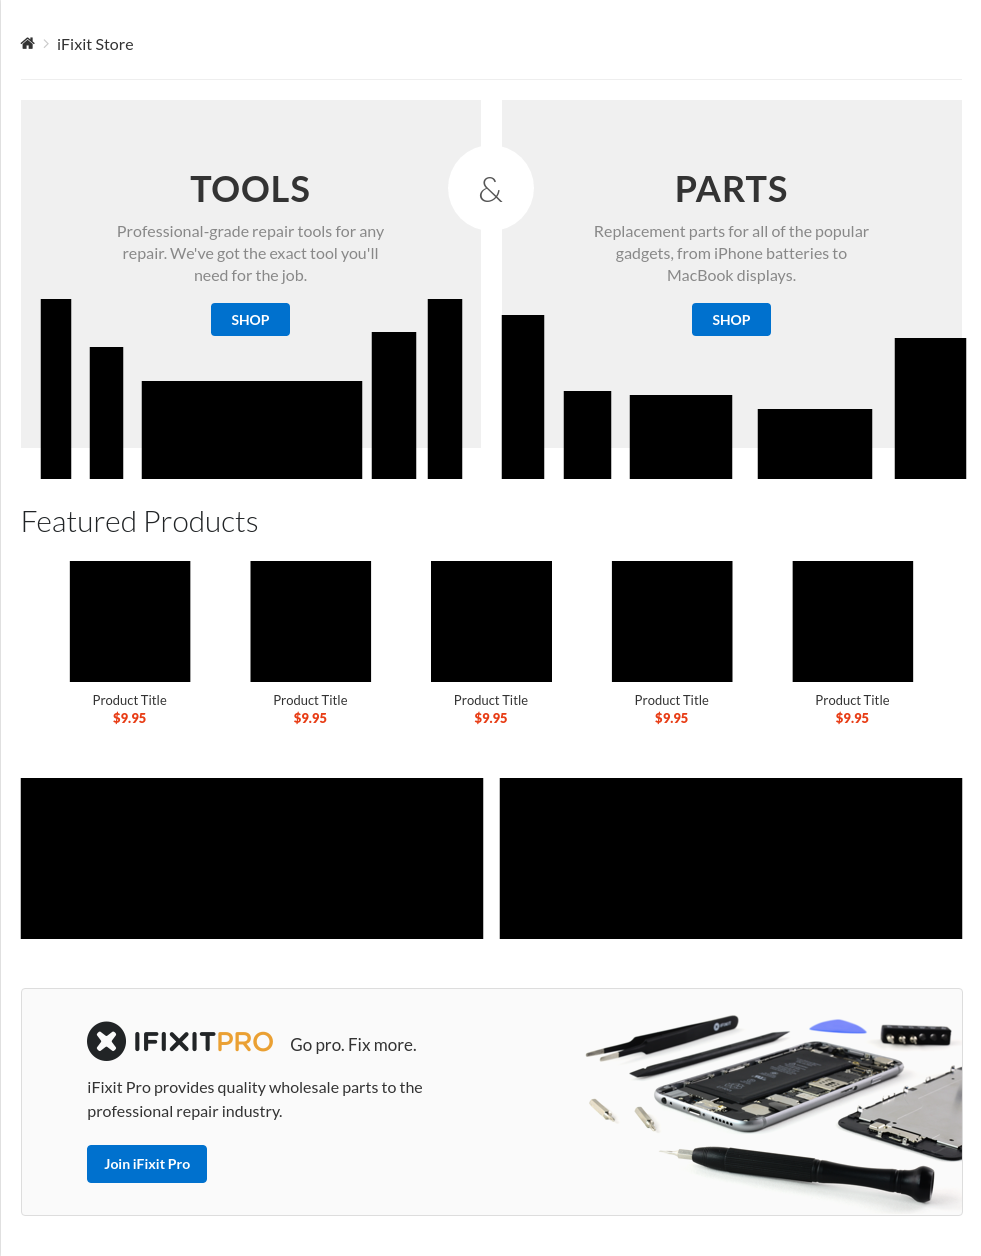 iFixit Store
TOOLS
Professional-grade repair tools for any
repair. We've got the exact tool you'll
need for the job.
SHOP
&
PARTS
Replacement parts for all of the popular
gadgets, from iPhone batteries to
MacBook displays.
SHOP
Featured Products
Product Title
$9.95
Product Title
$9.95
Product Title
$9.95
Product Title
$9.95
Product Title
$9.95
IFIXITPRO Go pro. Fix more.
iFixit Pro provides quality wholesale parts to the
professional repair industry.
Join iFixit Pro